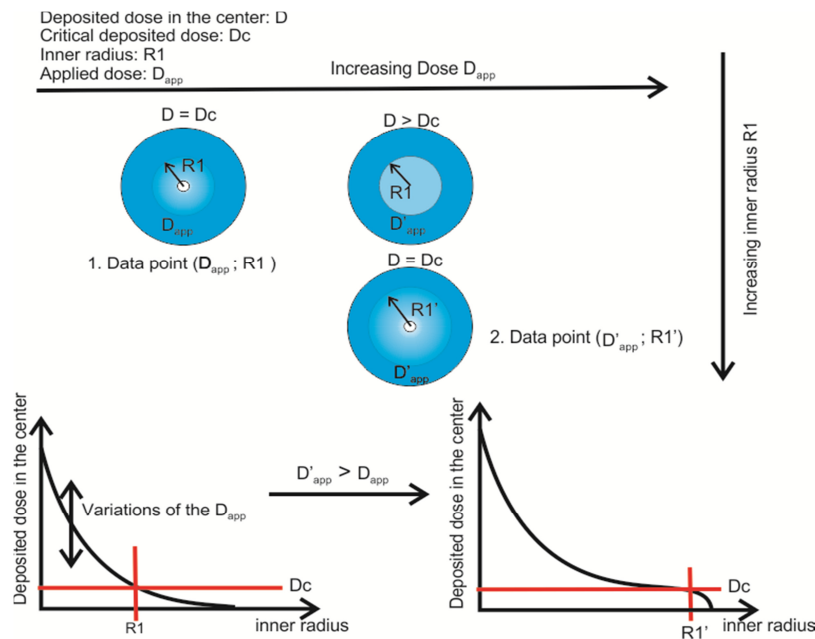 Deposited dose in the center: D
Critical deposited dose: Dc
Inner radius: R1
Applied dose: Dapp
Increasing Dose Dapp
D = Dc
R1
Dapp
1. Data point (Dapp ; R1 )
D > Dc
R1
D'app
D = Dc
R1'
D'app
2. Data point (D'app ; R1')
Increasing inner radius R1
Deposited dose in the center
Variations of the Dapp
Dc
R1
inner radius
D'app > Dapp
Deposited dose in the center
Dc
R1'
inner radius